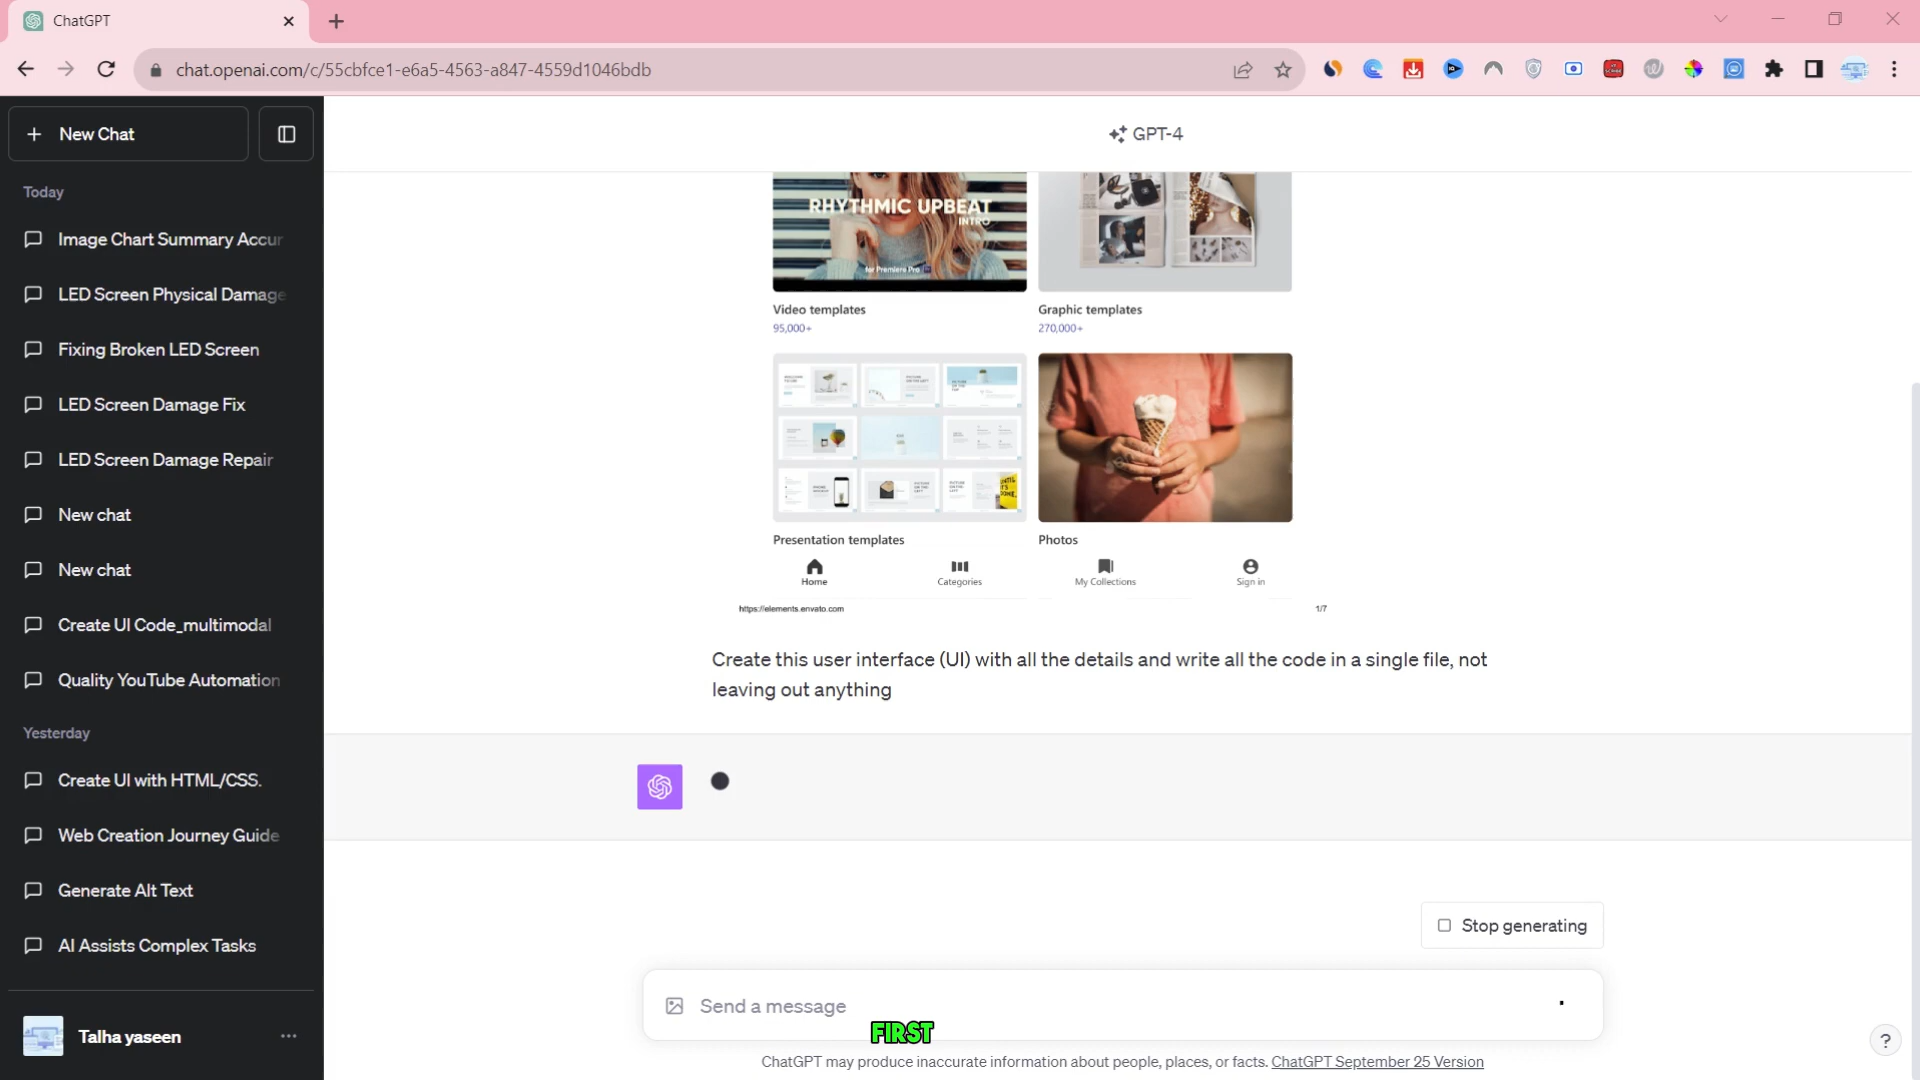 ChatGPT
chat.openai.com/c/55cbfce1-e6a5-4563-a847-4559d1046bdb
New Chat
GPT-4
Today
Image Chart Summary Accur
LED Screen Physical Damage
Fixing Broken LED Screen
LED Screen Damage Fix
LED Screen Damage Repair
New chat
New chat
Create UI Code_multimodal
Quality YouTube Automation
Yesterday
Create UI with HTML/CSS.
Web Creation Journey Guide
Generate Alt Text
AI Assists Complex Tasks
Talha yaseen
RHYTHMIC UPBEAT
INTRO
for Premiere Pro
Video templates
95,000+
Graphic templates
270,000+
Presentation templates
Photos
Home
Categories
My Collections
Sign in
https://elements.envato.com
1/7
Create this user interface (UI) with all the details and write all the code in a single file, not
leaving out anything
Stop generating
Send a message
FIRST
ChatGPT may produce inaccurate information about people, places, or facts. ChatGPT September 25 Version
?